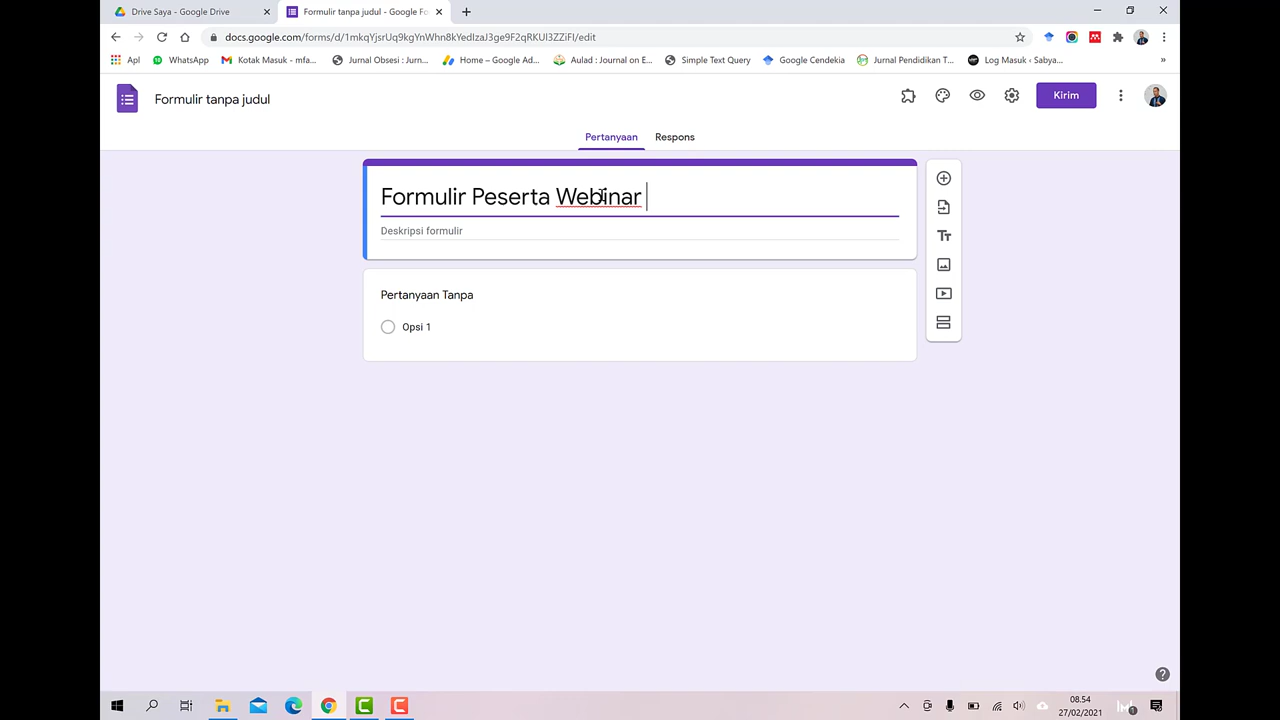 Drive Saya - Google Drive
Formulir tanpa judul - Google Fo
docs.google.com/forms/d/1mkqYjsrUq9kgYnWhn8kYedIzaJ3ge9F2qRKUI3ZZiFI/edit
Apl
WhatsApp
Kotak Masuk - mfa...
Jurnal Obsesi : Jurn...
Home – Google Ad...
Aulad : Journal on E...
Simple Text Query
Google Cendekia
Jurnal Pendidikan T...
Log Masuk ( Sabya...
»
Formulir tanpa judul
Kirim
Pertanyaan
Respons
Formulir Peserta Webinar
Deskripsi formulir
Pertanyaan Tanpa
Opsi 1
08.54
27/02/2021